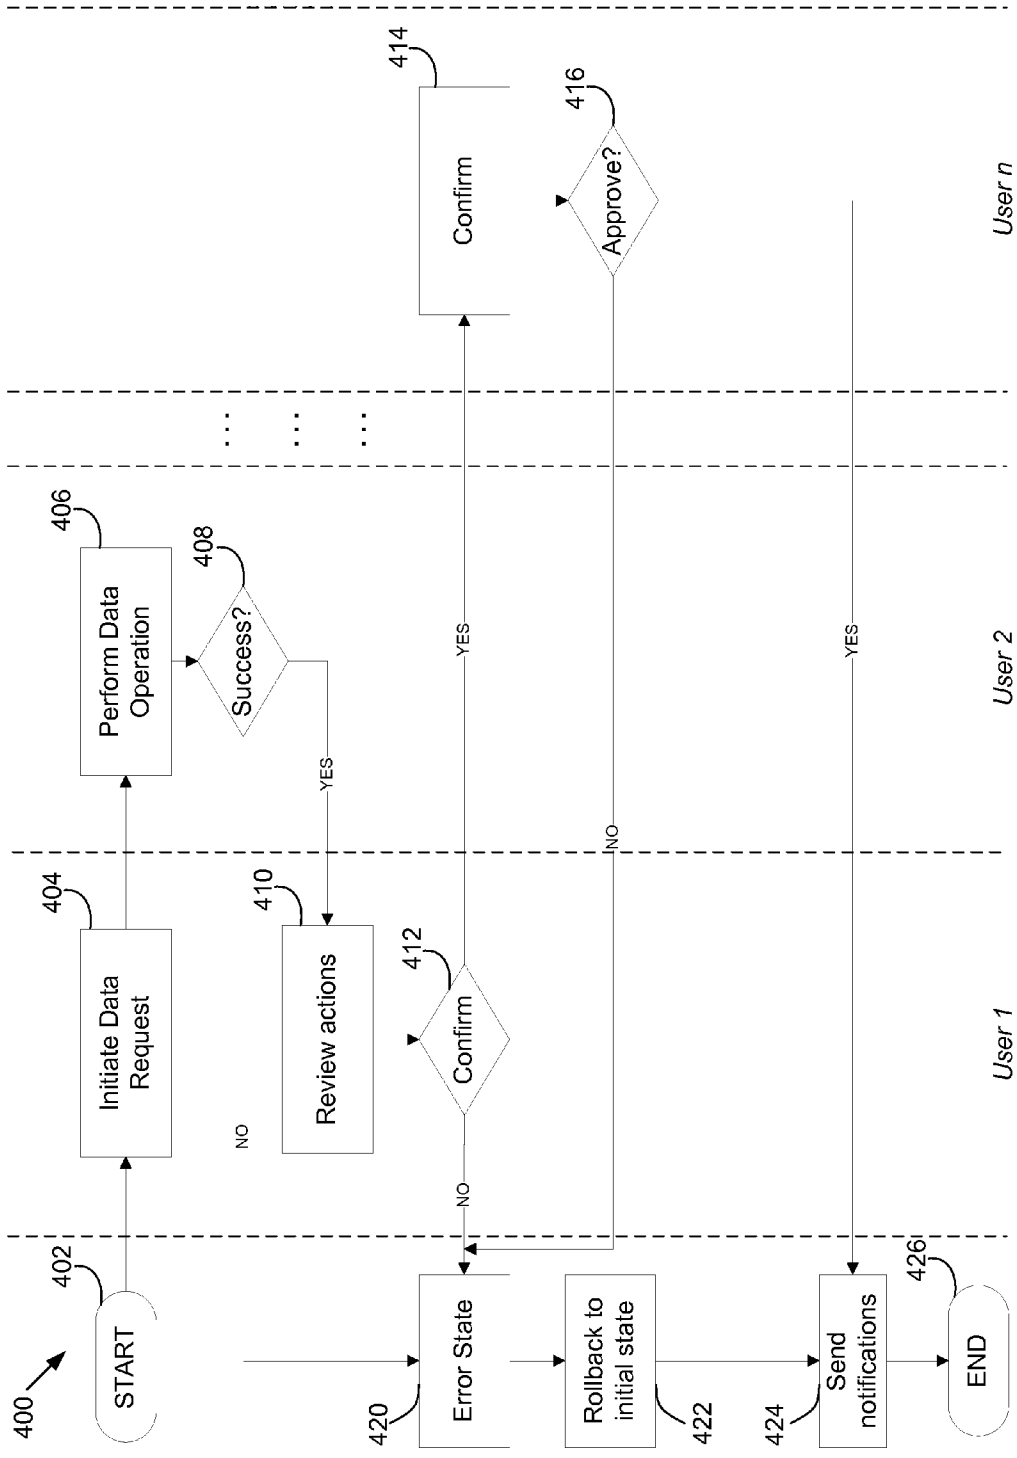 400
402
START
404
Initiate Data
Request
406
Perform Data
Operation
408
Success?
NO
YES
410
Review actions
412
Confirm
NO
YES
414
Confirm
416
Approve?
NO
YES
420
Error State
422
Rollback to
initial state
424
Send
notifications
426
END
User 1
User 2
User n